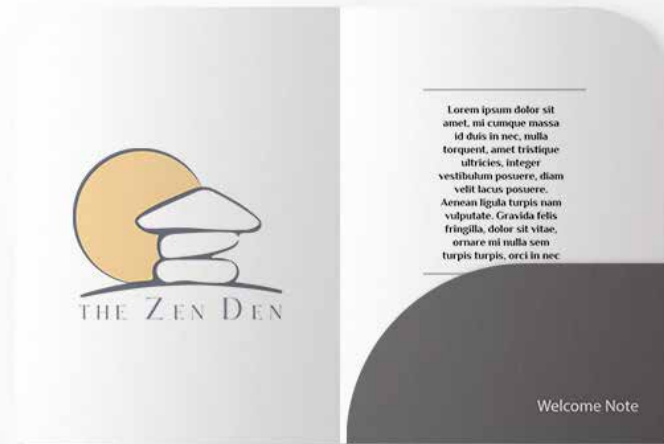 THE ZEN DEN
Lorem ipsum dolor sit
amet, mi cumque massa
id duis in nec, nulla
torquent, amet tristique
ultricies, integer
vestibulum posuere, diam
velit lacus posuere.
Aenean ligula turpis nam
vulputate. Gravida felis
fringilla, dolor sit vitae,
ornare mi nulla sem
turpis turpis, orci in nec
Welcome Note